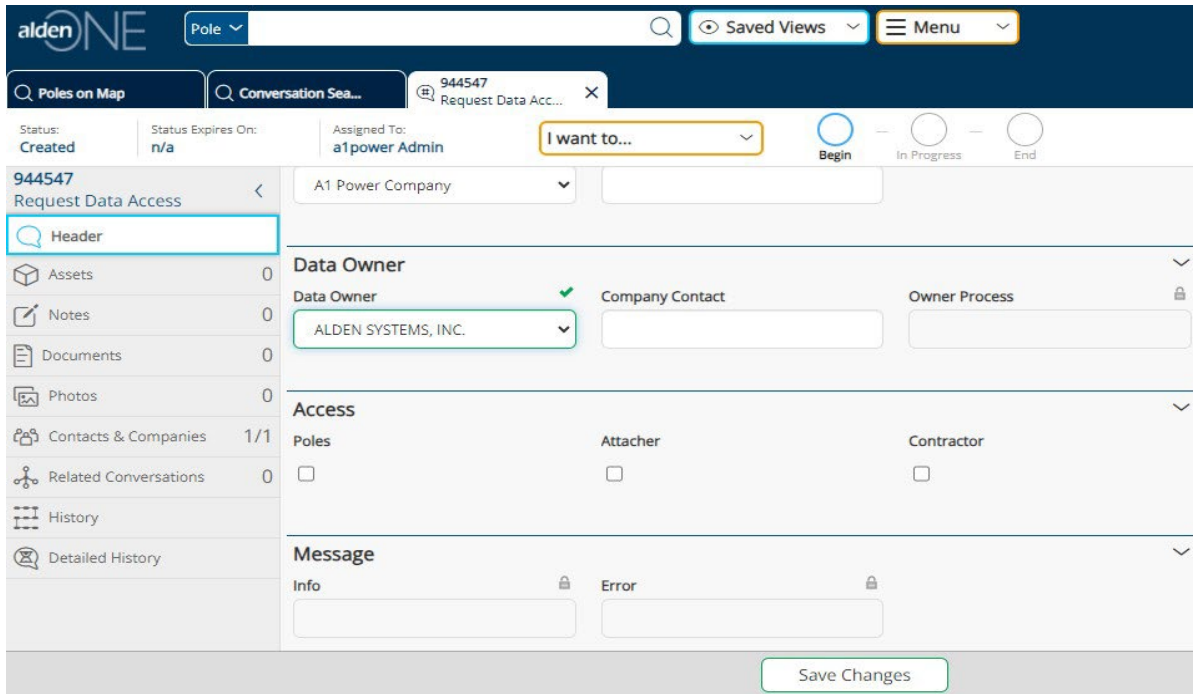 alden ONE
Pole
Saved Views
Menu
Poles on Map
Conversation Sea...
944547
Request Data Acc...
Status:
Created
Status Expires On:
n/a
Assigned To:
a1power Admin
I want to...
Begin
In Progress
End
944547
Request Data Access
Header
Assets 0
Notes 0
Documents 0
Photos 0
Contacts & Companies 1/1
Related Conversations 0
History
Detailed History
A1 Power Company
Data Owner
Data Owner
Company Contact
Owner Process
ALDEN SYSTEMS, INC.
Access
Poles
Attacher
Contractor
Message
Info
Error
Save Changes